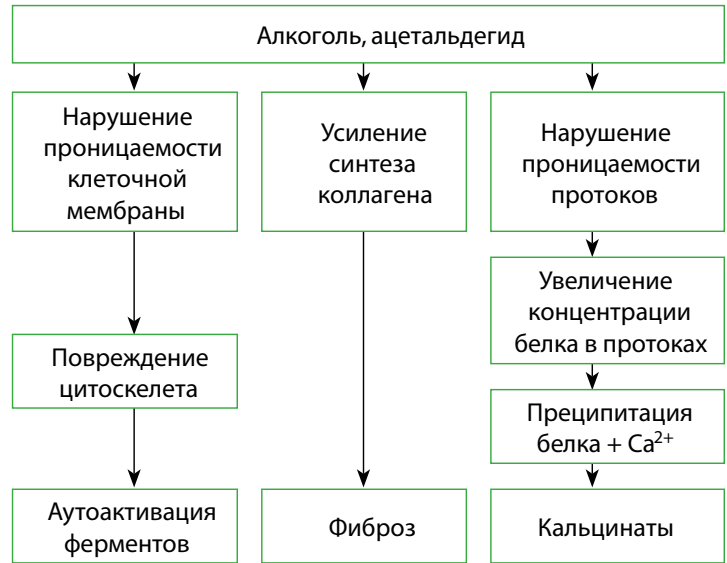 Алкоголь, ацетальдегид
Нарушение
проницаемости
клеточной
мембраны
Повреждение
цитоскелета
Аутоактивация
ферментов
Усиление
синтеза
коллагена
Фиброз
Нарушение
проницаемости
протоков
Увеличение
концентрации
белка в протоках
Преципитация
белка + Ca²⁺
Кальцинаты